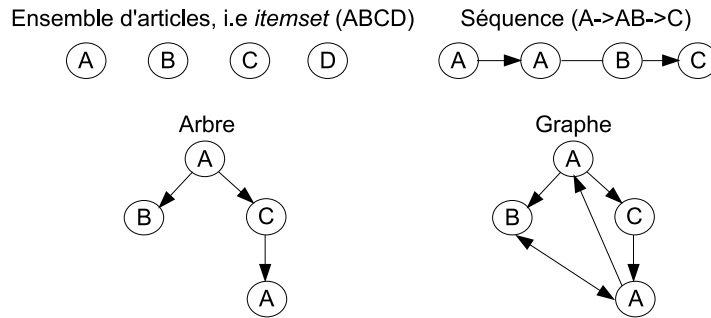 Ensemble d'articles, i.e itemset (ABCD)
A B C D
Séquence (A->AB->C)
A A B C
Arbre
A
B C
A
Graphe
A
B C
A